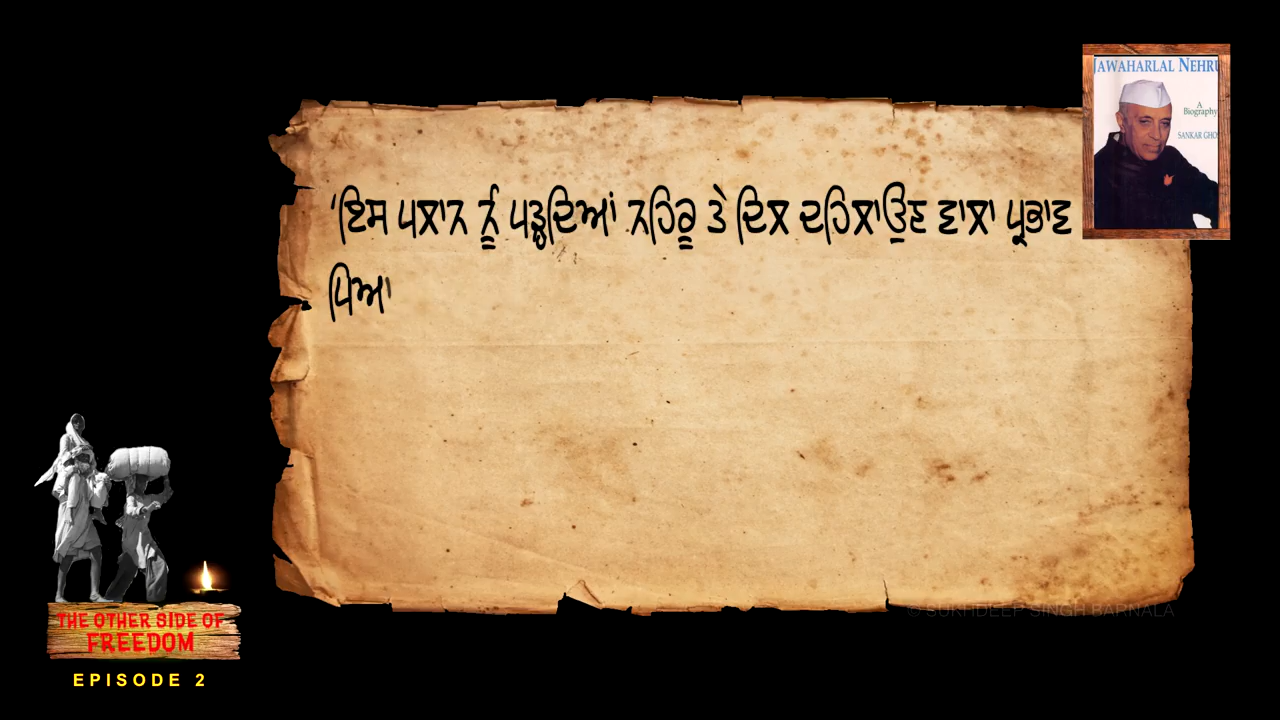 JAWAHARLAL NEHRU
A
Biography
SANKAR GHO
‘ਇਸ ਪਲਾਨ ਨੂੰ ਪੜ੍ਹਦਿਆਂ ਨਹਿਰੂ ਤੇ ਦਿਲ ਦਹਿਲਾਉਣ ਵਾਲਾ ਪ੍ਰਭਾਵ
ਪਿਆ
© SUKHDEEP SINGH BARNALA
THE OTHER SIDE OF
FREEDOM
EPISODE 2